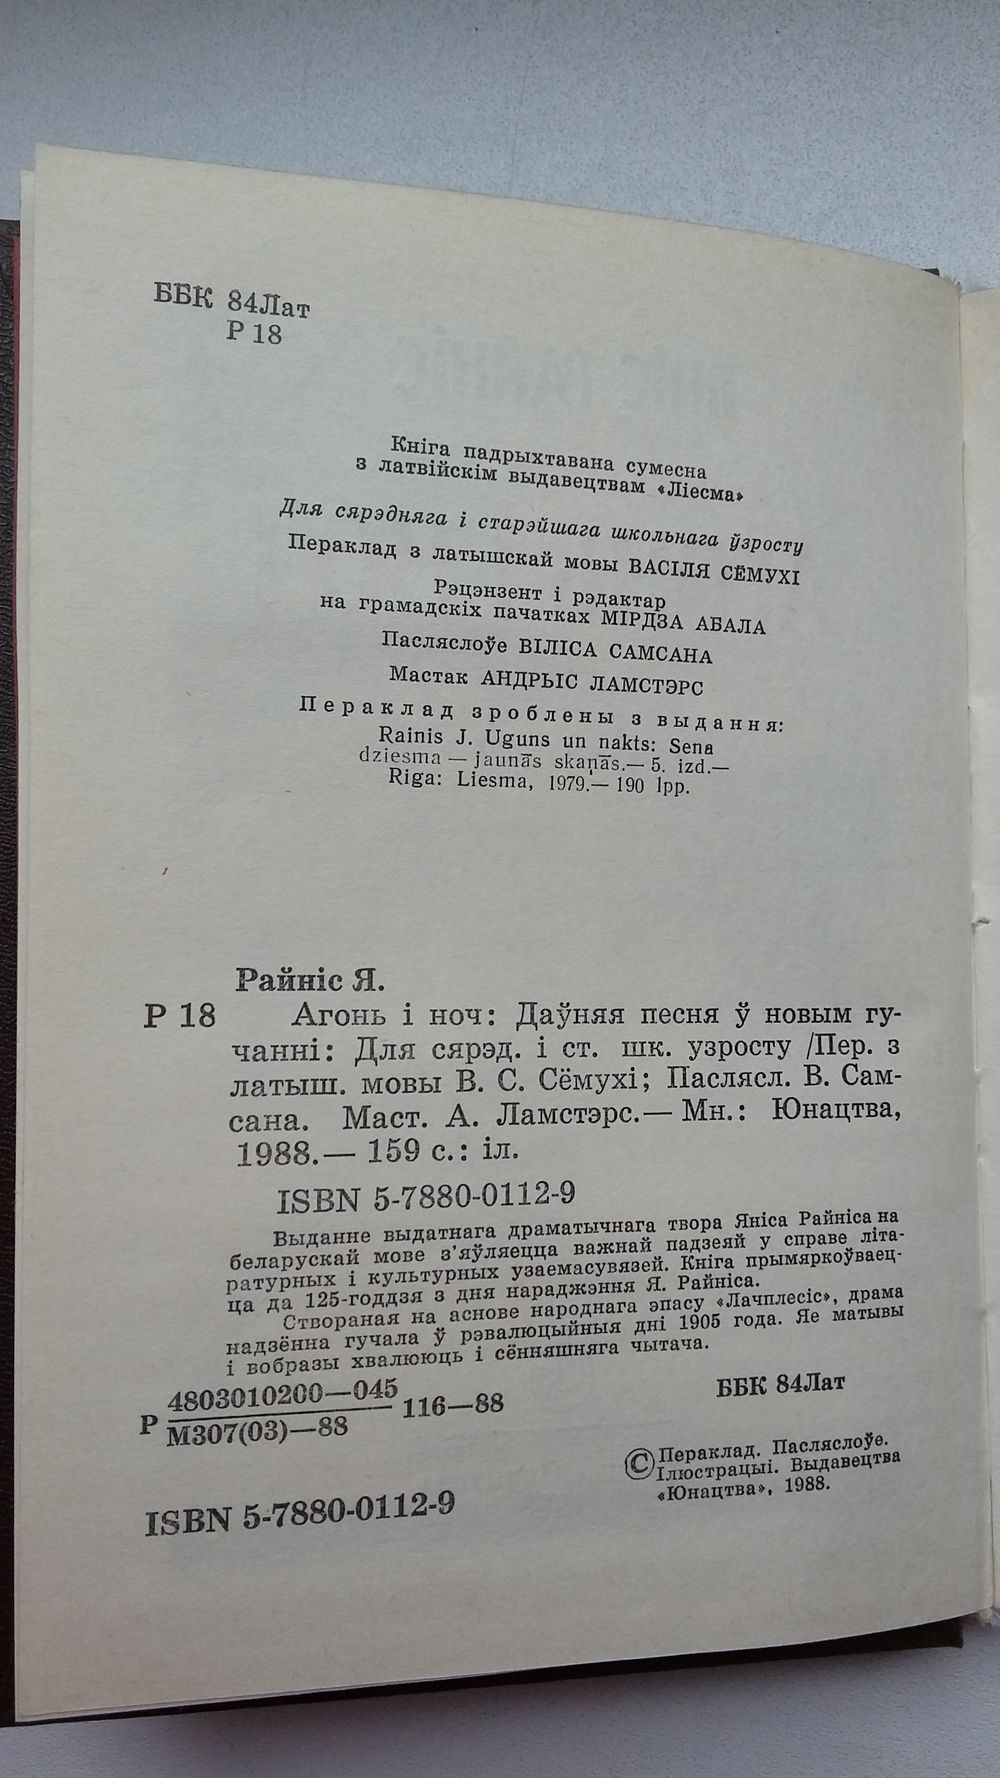 ББК 84Лат
Р 18
Кніга падрыхтавана сумесна
з латвійскім выдавецтвам «Ліесма»
Для сярэдняга і старэйшага школьнага ўзросту
Пераклад з латышскай мовы ВАСІЛЯ СЁМУХІ
Рэцэнзент і рэдактар
на грамадскіх пачатках МІРДЗА АБАЛА
Пасляслоўе ВІЛІСА САМСАНА
Мастак АНДРЫС ЛАМСТЭРС
Пераклад зроблены з выдання:
Rainis J. Uguns un nakts: Sena
dziesma — jaunās skaņās.— 5. izd.—
Riga: Liesma, 1979.— 190 lpp.
Райніс Я.
Р 18 Агонь і ноч: Даўняя песня ў новым гу-
чанні: Для сярэд. і ст. шк. узросту /Пер. з
латыш. мовы В. С. Сёмухі; Паслясл. В. Сам-
сана. Маст. А. Ламстэрс.— Мн.: Юнацтва,
1988.— 159 с.: іл.
ISBN 5-7880-0112-9
Выданне выдатнага драматычнага твора Яніса Райніса на
беларускай мове з'яўляецца важнай падзеяй у справе літа-
ратурных і культурных узаемасувязей. Кніга прымяркоўваец-
ца да 125-годдзя з дня нараджэння Я. Райніса.
Створаная на аснове народнага эпасу «Лачплесіс», драма
надзённа гучала ў рэвалюцыйныя дні 1905 года. Яе матывы
і вобразы хвалююць і сённяшняга чытача.
Р 4803010200—045 116—88
М307(03)—88
ББК 84Лат
© Пераклад. Пасляслоўе.
Ілюстрацыі. Выдавецтва
«Юнацтва», 1988.
ISBN 5-7880-0112-9